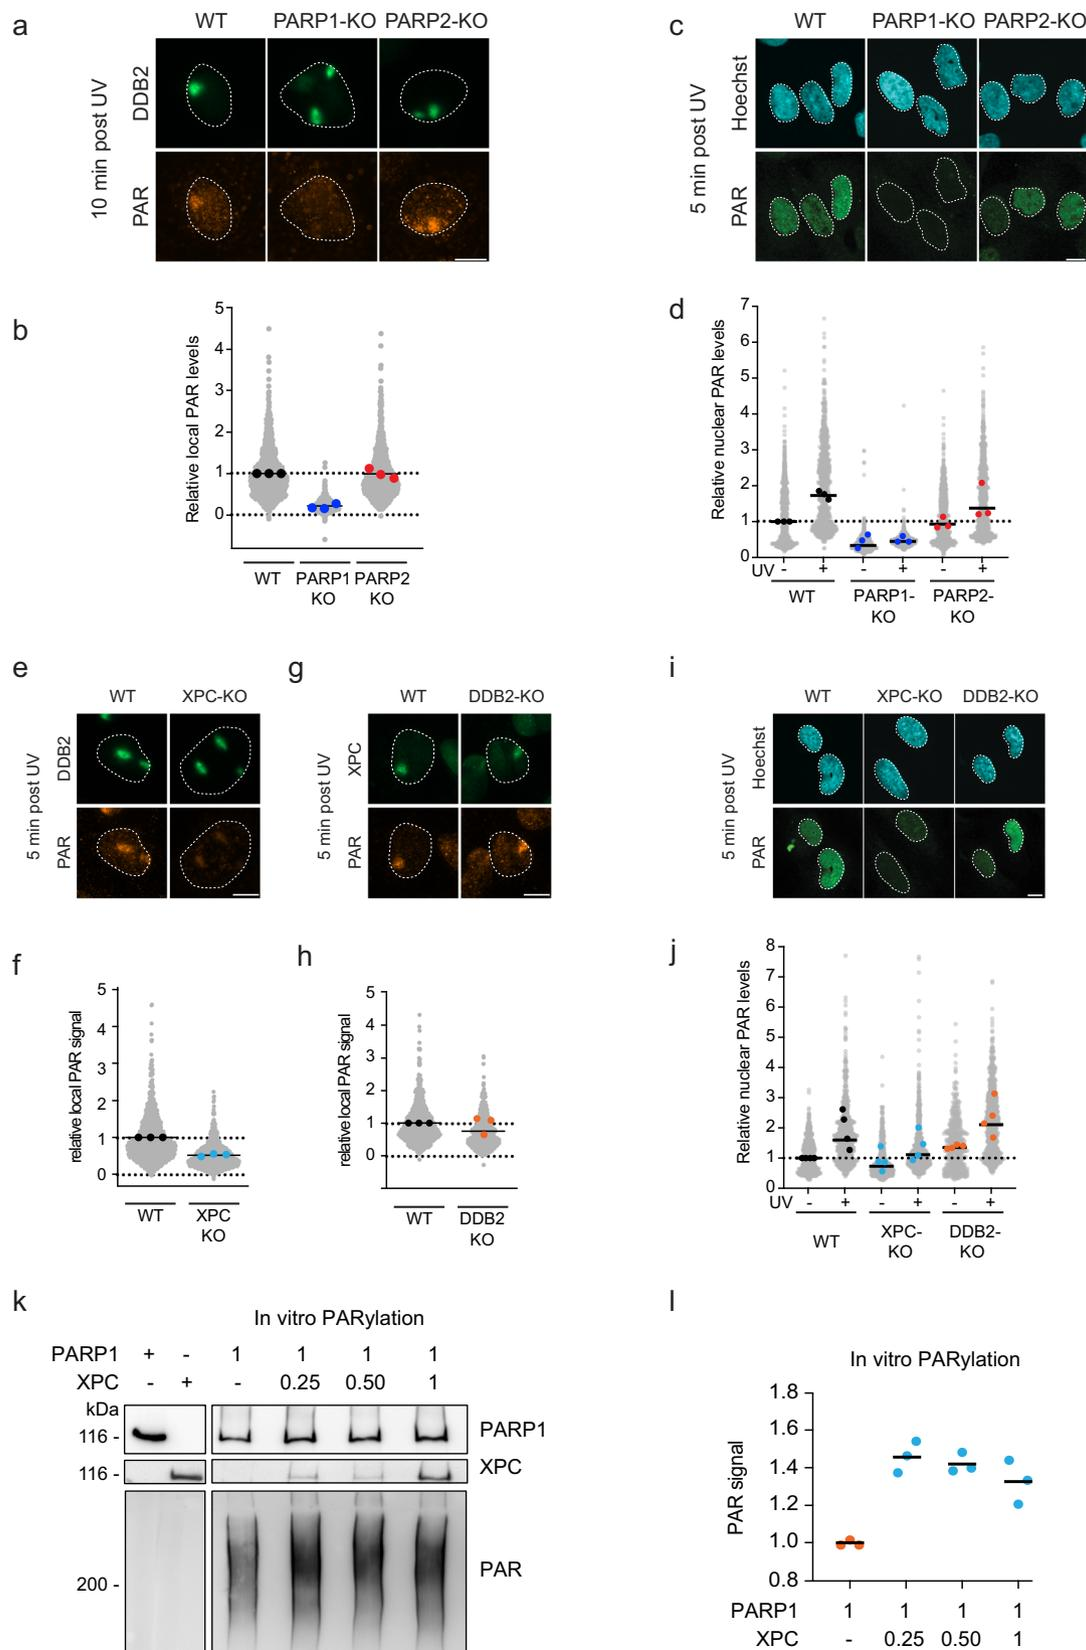 a
WT PARP1-KO PARP2-KO
10 min post UV
DDB2
PAR
c
WT PARP1-KO PARP2-KO
5 min post UV
Hoechst
PAR
b
Relative local PAR levels
5
4
3
2
1
0
WT PARP1 PARP2
KO KO
d
Relative nuclear PAR levels
7
6
5
4
3
2
1
0
UV - + - + - +
WT PARP1- PARP2-
KO KO
e
WT XPC-KO
5 min post UV
DDB2
PAR
g
WT DDB2-KO
5 min post UV
XPC
PAR
i
WT XPC-KO DDB2-KO
5 min post UV
Hoechst
PAR
f
relative local PAR signal
5
4
3
2
1
0
WT XPC
KO
h
relative local PAR signal
5
4
3
2
1
0
WT DDB2
KO
j
Relative nuclear PAR levels
8
7
6
5
4
3
2
1
0
UV - + - + - +
WT XPC- DDB2-
KO KO
k
In vitro PARylation
PARP1 + - 1 1 1 1
XPC - + - 0.25 0.50 1
kDa
116 - PARP1
116 - XPC
200 - PAR
l
In vitro PARylation
PAR signal
1.8
1.6
1.4
1.2
1.0
0.8
PARP1 1 1 1 1
XPC - 0.25 0.50 1